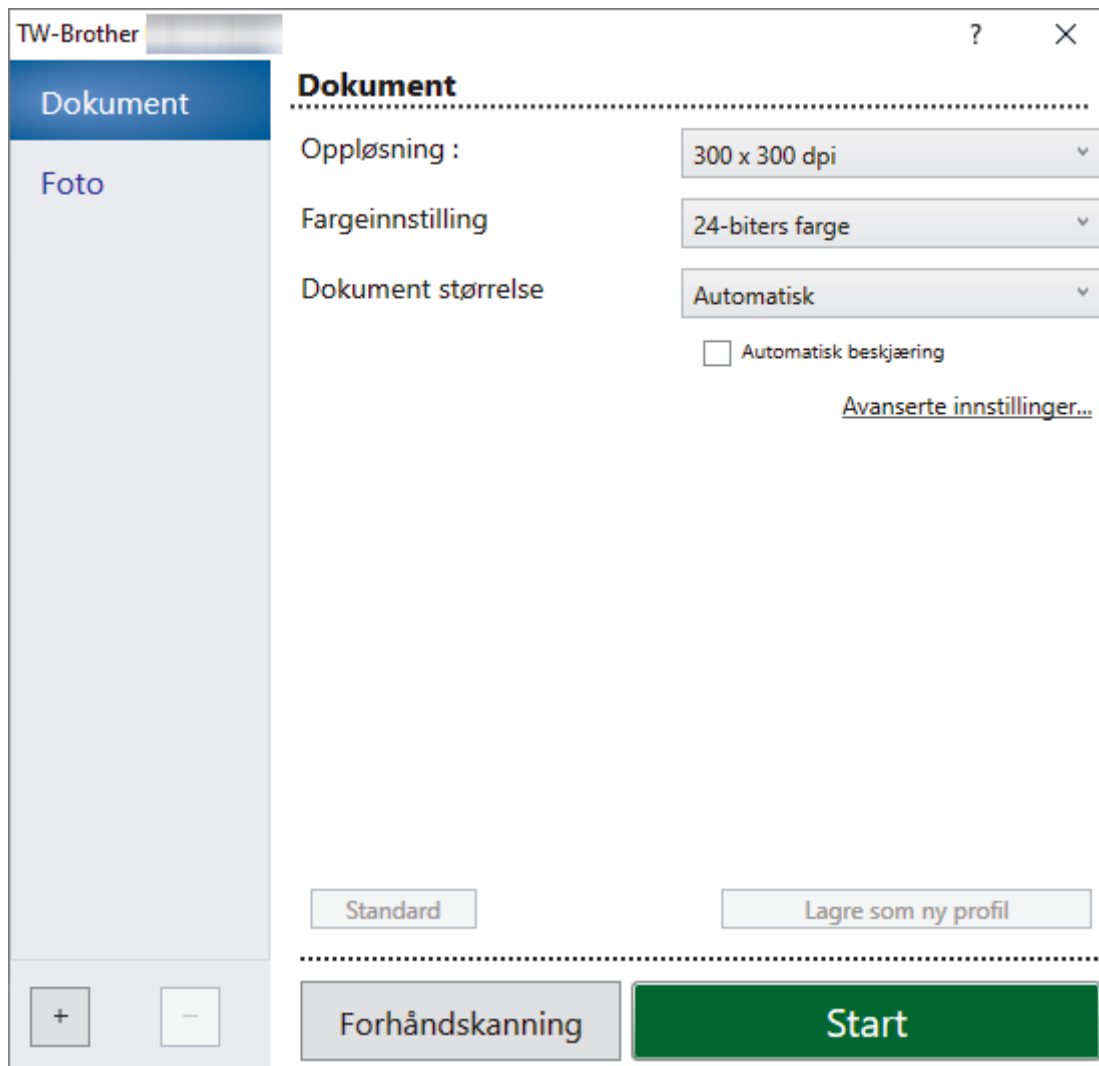 TW-Brother
?
Dokument
Foto
Dokument
Oppløsning :
300 x 300 dpi
Fargeinnstilling
24-biters farge
Dokument størrelse
Automatisk
Automatisk beskjæring
Avanserte innstillinger...
Standard
Lagre som ny profil
+
−
Forhåndskanning
Start